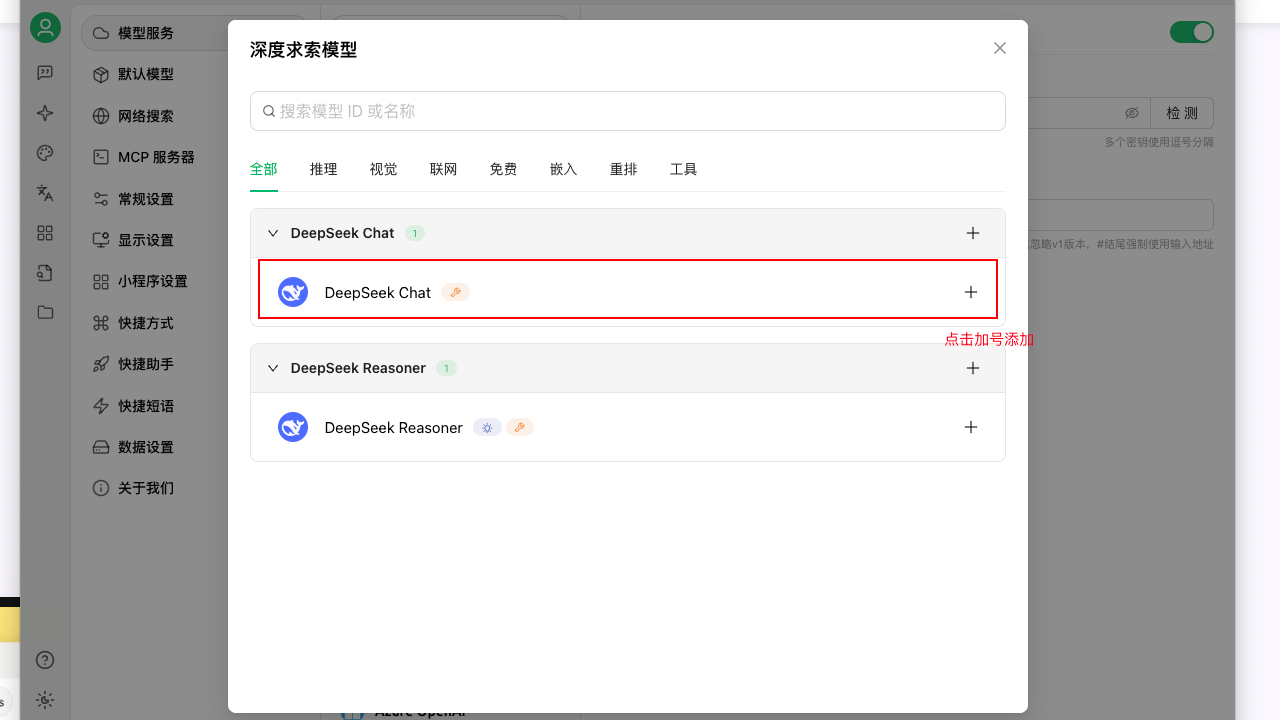 模型服务
默认模型
网络搜索
MCP 服务器
常规设置
显示设置
小程序设置
快捷方式
快捷助手
快捷短语
数据设置
关于我们
深度求索模型
搜索模型 ID 或名称
全部 推理 视觉 联网 免费 嵌入 重排 工具
DeepSeek Chat 1
DeepSeek Chat
点击加号添加
DeepSeek Reasoner 1
DeepSeek Reasoner
检 测
多个密钥使用逗号分隔
忽略v1版本，#结尾强制使用输入地址
Azure OpenAI
s